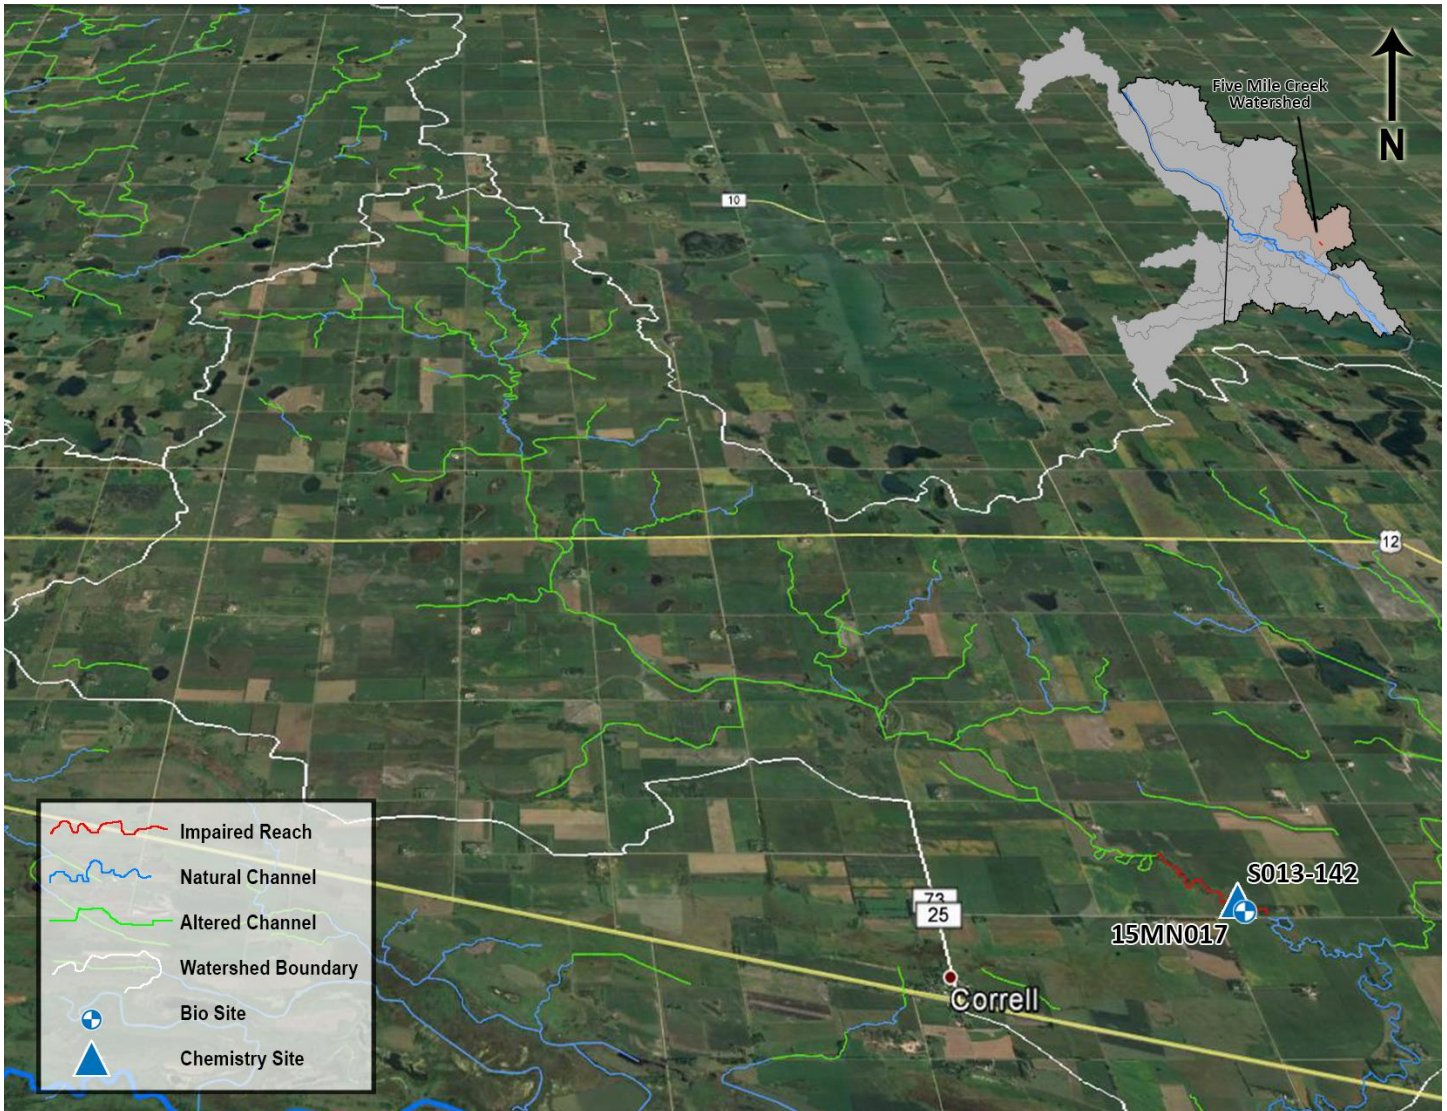 Five Mile Creek
Watershed
N
10
12
S013-142
15MN017
73
25
Correll
Impaired Reach
Natural Channel
Altered Channel
Watershed Boundary
Bio Site
Chemistry Site